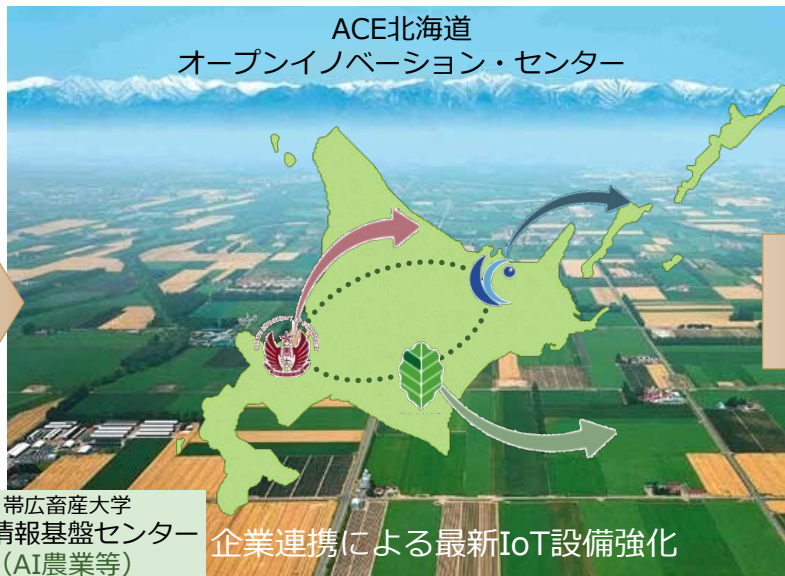 ACE北海道
オープンイノベーション・センター
帯広畜産大学
情報基盤センター
（AI農業等）
企業連携による最新IoT設備強化